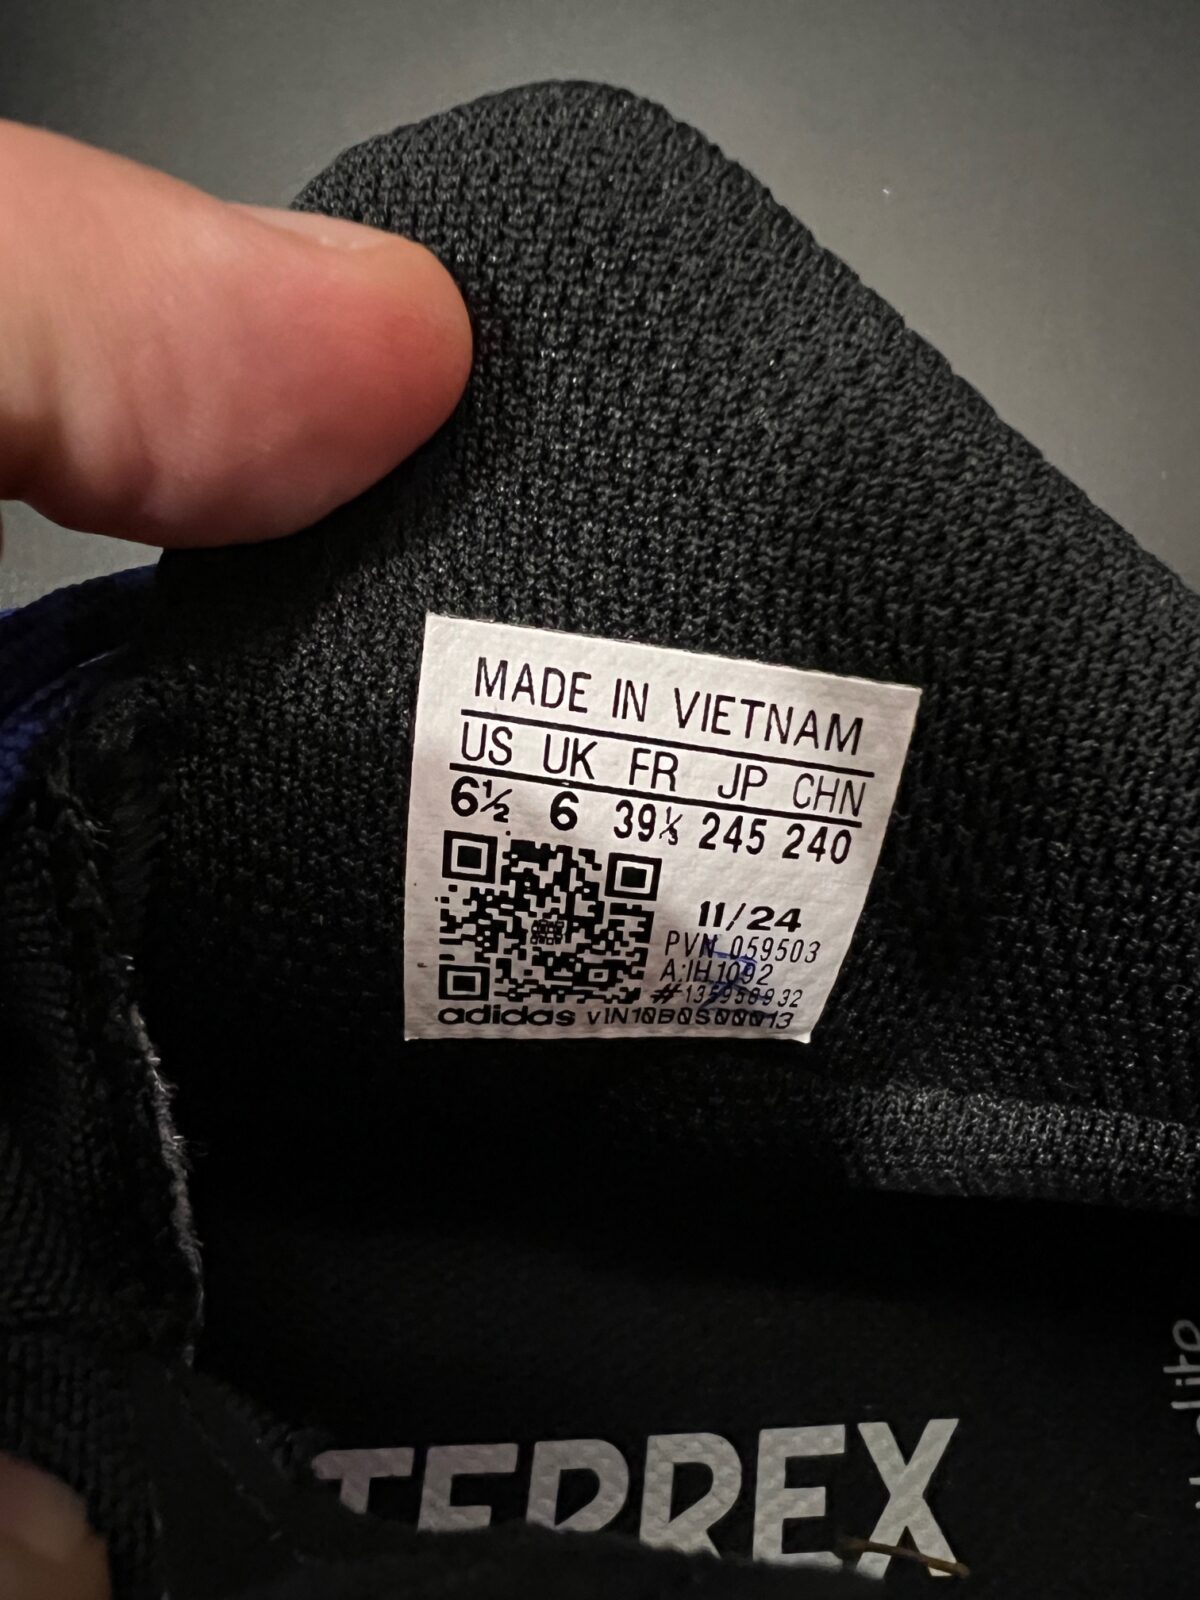 MADE IN VIETNAM
US UK FR JP CHN
6½ 6 39⅓ 245 240
11/24
PVN 059503
A:IH1092
adidas
TERREX